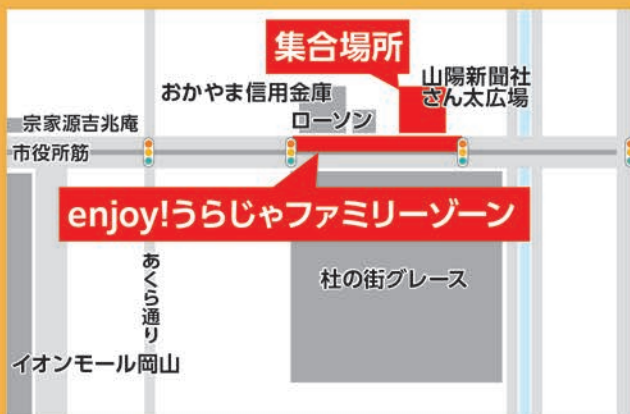 集合場所
山陽新聞社
さん太広場
おかやま信用金庫
ローソン
宗家源吉兆庵
市役所筋
enjoy!うらじゃファミリーゾーン
あくら通り
杜の街グレース
イオンモール岡山